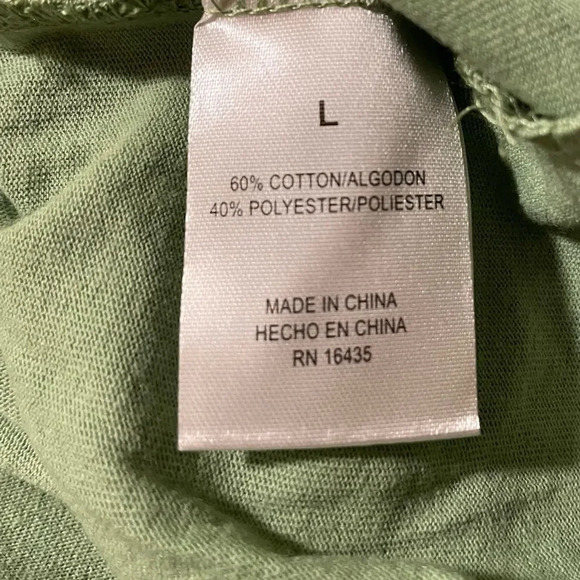 L
60% COTTON/ALGODON
40% POLYESTER/POLIESTER
MADE IN CHINA
HECHO EN CHINA
RN 16435